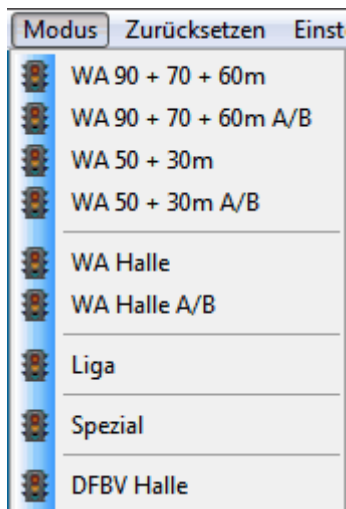 Modus Zurücksetzen Einst
WA 90 + 70 + 60m
WA 90 + 70 + 60m A/B
WA 50 + 30m
WA 50 + 30m A/B
WA Halle
WA Halle A/B
Liga
Spezial
DFBV Halle